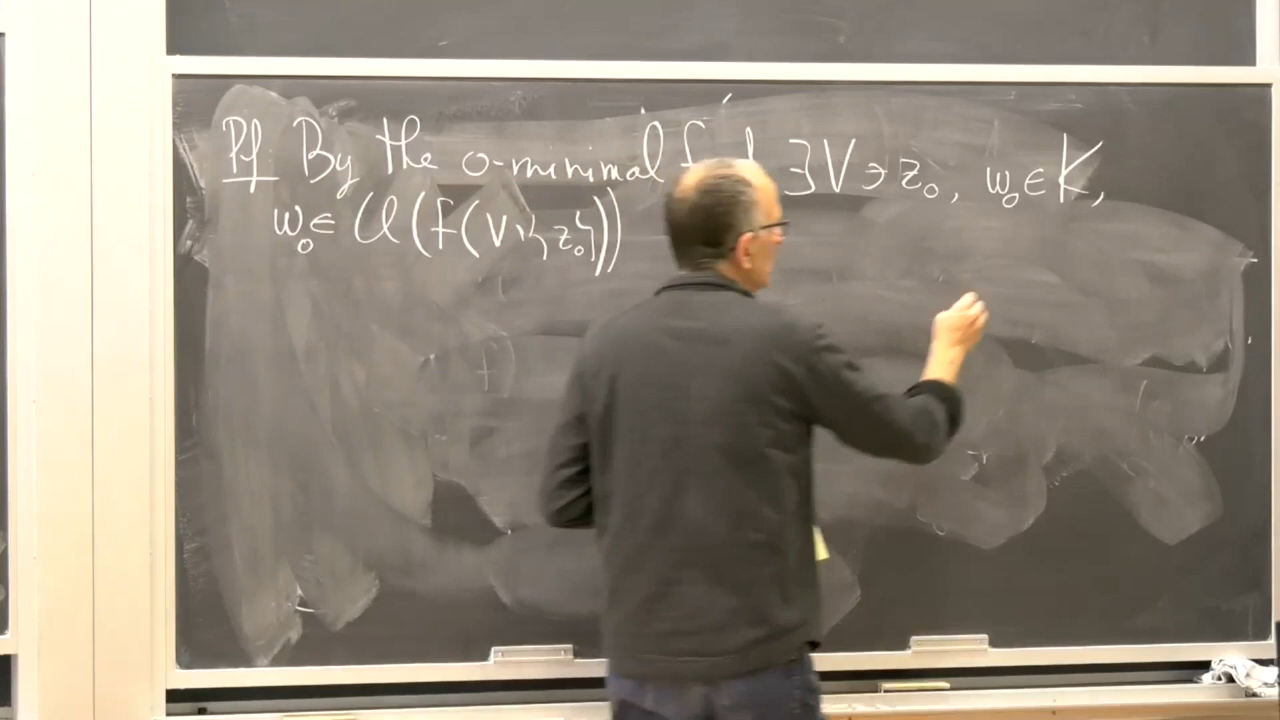 Pf By the o-minimal ∃V∋z₀, w₀∈K,
w₀∈ Cl(f(V∖{z₀}))